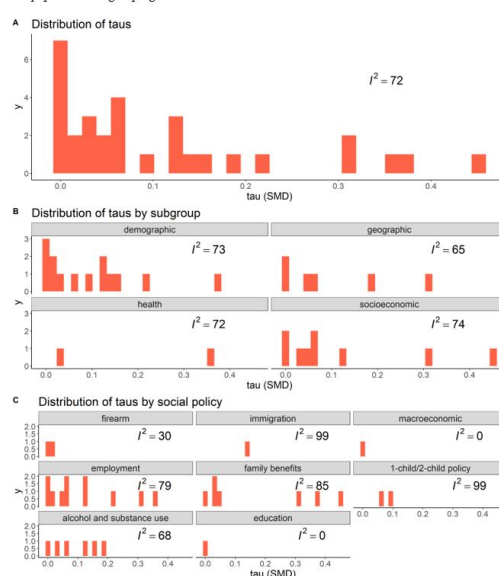 A Distribution of taus
I² = 72
6
4
2
0
y
0.0 0.1 0.2 0.3 0.4
tau (SMD)
B Distribution of taus by subgroup
demographic geographic
3
2
1
0
I² = 73 I² = 65
health socioeconomic
3
2
1
0
I² = 72 I² = 74
y
0.0 0.1 0.2 0.3 0.4 0.0 0.1 0.2 0.3 0.4
tau (SMD)
C Distribution of taus by social policy
firearm immigration macroeconomic
2.0
1.5
1.0
0.5
0.0
I² = 30 I² = 99 I² = 0
employment family benefits 1-child/2-child policy
2.0
1.5
1.0
0.5
0.0
I² = 79 I² = 85 I² = 99
y
0.0 0.1 0.2 0.3 0.4
alcohol and substance use education
2.0
1.5
1.0
0.5
0.0
I² = 68 I² = 0
0.0 0.1 0.2 0.3 0.4 0.0 0.1 0.2 0.3 0.4
tau (SMD)